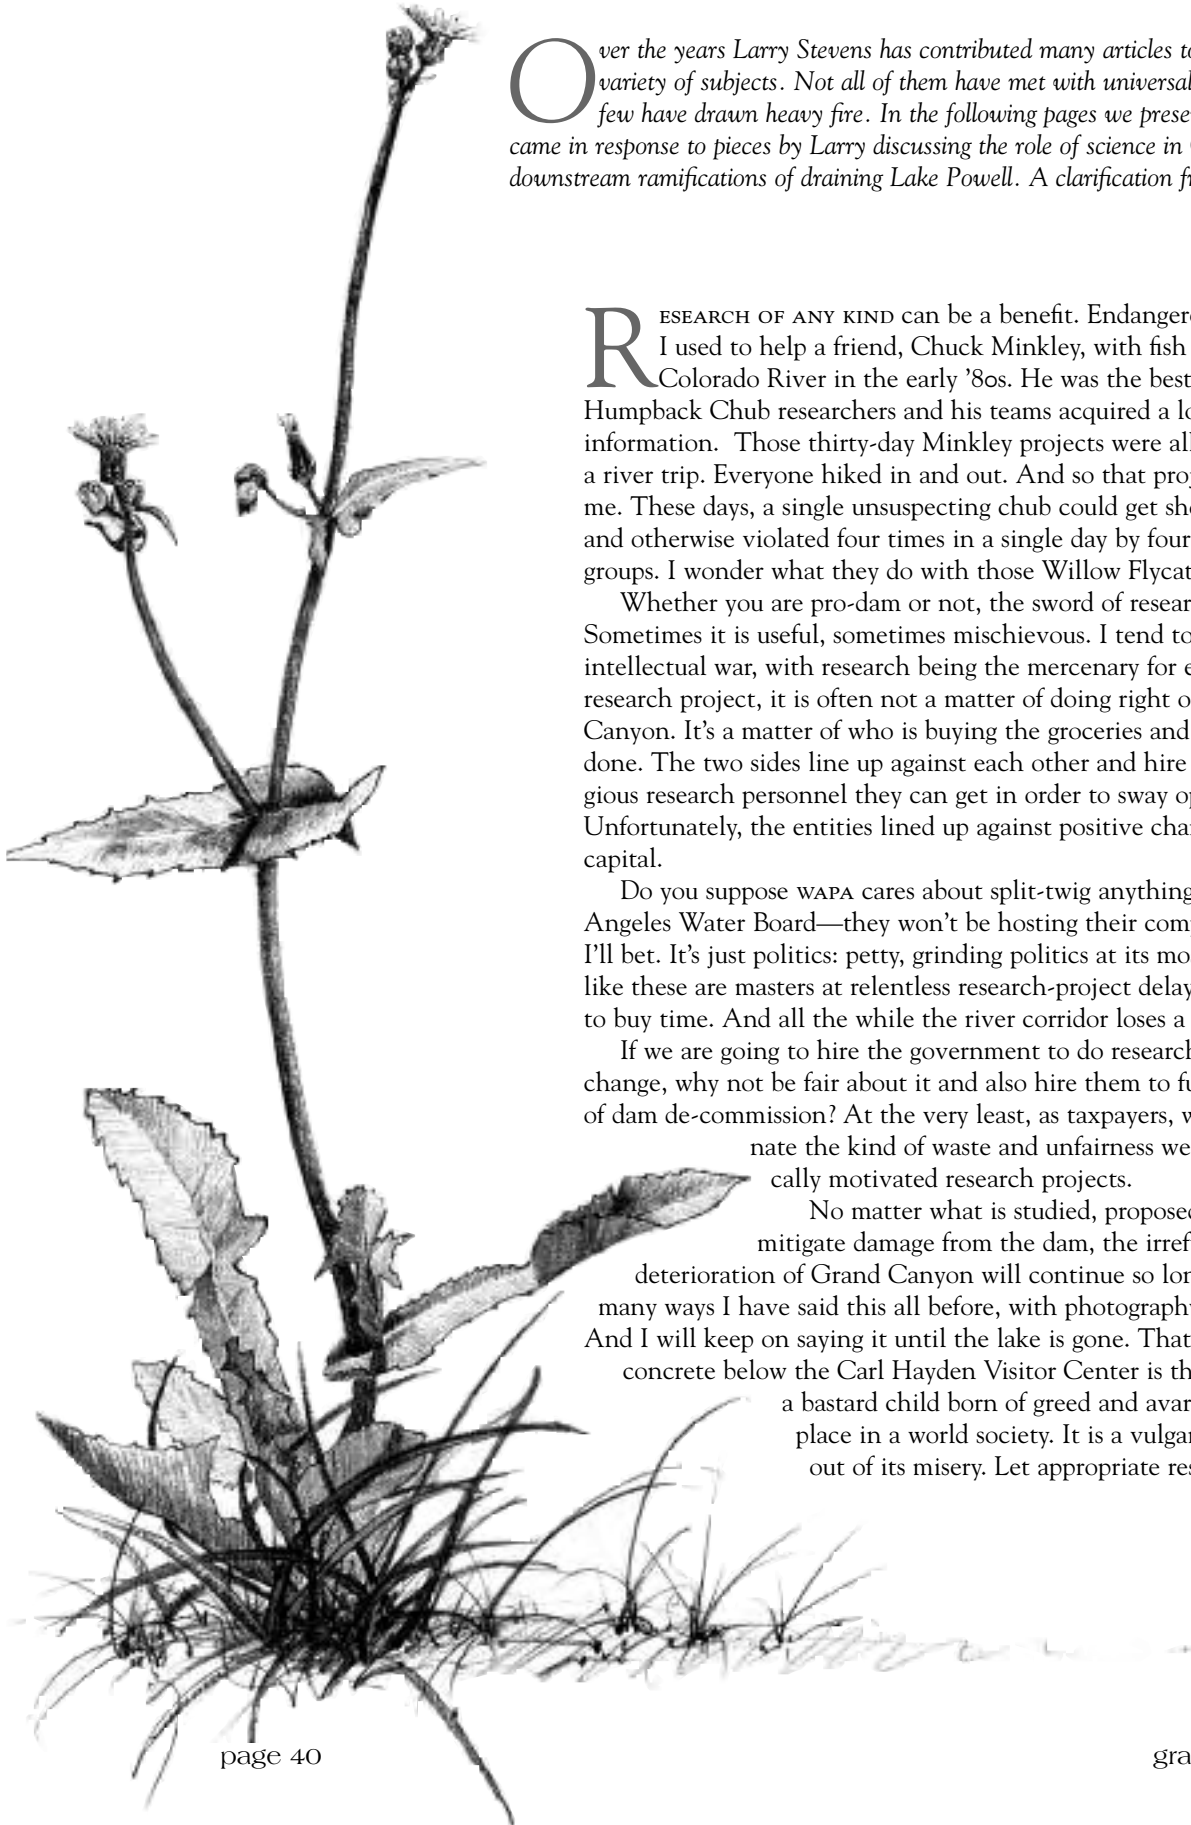 Over the years Larry Stevens has contributed many articles to
variety of subjects. Not all of them have met with universal
few have drawn heavy fire. In the following pages we prese
came in response to pieces by Larry discussing the role of science in
downstream ramifications of draining Lake Powell. A clarification f
RESEARCH OF ANY KIND can be a benefit. Endanger
I used to help a friend, Chuck Minkley, with fish
Colorado River in the early '80s. He was the best
Humpback Chub researchers and his teams acquired a lo
information. Those thirty-day Minkley projects were all
a river trip. Everyone hiked in and out. And so that pro
me. These days, a single unsuspecting chub could get sh
and otherwise violated four times in a single day by four
groups. I wonder what they do with those Willow Flycat
Whether you are pro-dam or not, the sword of resear
Sometimes it is useful, sometimes mischievous. I tend to
intellectual war, with research being the mercenary for e
research project, it is often not a matter of doing right o
Canyon. It's a matter of who is buying the groceries and
done. The two sides line up against each other and hire
gious research personnel they can get in order to sway op
Unfortunately, the entities lined up against positive cha
capital.
Do you suppose WAPA cares about split-twig anything
Angeles Water Board—they won't be hosting their com
I'll bet. It's just politics: petty, grinding politics at its mo
like these are masters at relentless research-project delay
to buy time. And all the while the river corridor loses a
If we are going to hire the government to do research
change, why not be fair about it and also hire them to fu
of dam de-commission? At the very least, as taxpayers, w
nate the kind of waste and unfairness we
cally motivated research projects.
No matter what is studied, proposed
mitigate damage from the dam, the irref
deterioration of Grand Canyon will continue so lon
many ways I have said this all before, with photography
And I will keep on saying it until the lake is gone. That
concrete below the Carl Hayden Visitor Center is th
a bastard child born of greed and avar
place in a world society. It is a vulgar
out of its misery. Let appropriate res
page 40
gra